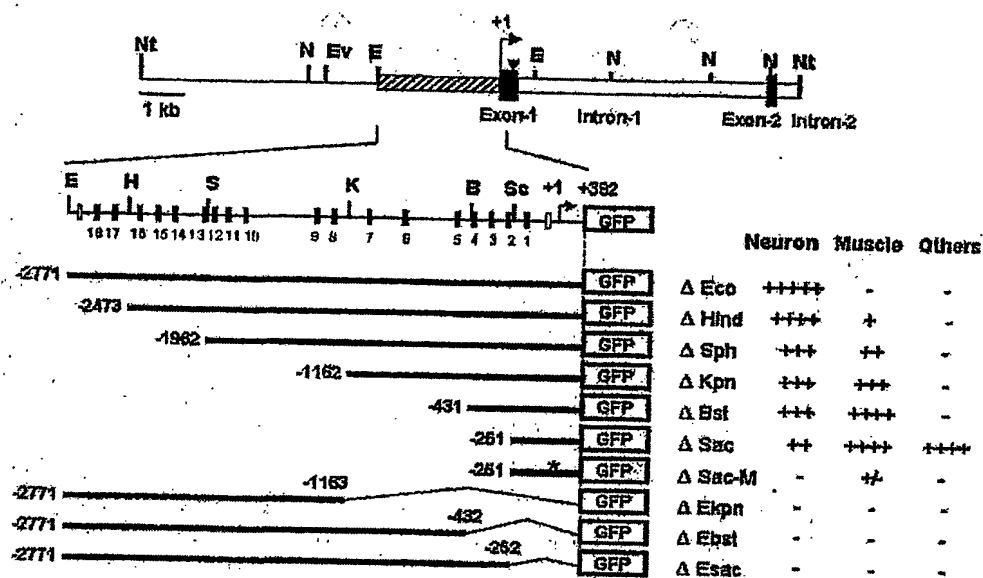 +1
Nt N Ev E E N N N Nt
1 kb
Exon-1 Intron-1 Exon-2 Intron-2
E H S K B Sc +1 +382
GFP
18 17 16 15 14 13 12 11 10 9 8 7 6 5 4 3 2 1
Neuron Muscle Others
-2771 GFP Δ Eco +++++ - -
-2473 GFP Δ Hind ++++ + -
-1962 GFP Δ Sph +++ ++ -
-1162 GFP Δ Kpn +++ +++ -
-431 GFP Δ Bst +++ ++++ -
-261 GFP Δ Sac ++ ++++ ++++
-261 * GFP Δ Sac-M - +/- -
-2771 -1163 GFP Δ Ekpn - - -
-2771 -432 GFP Δ Ebst - - -
-2771 -262 GFP Δ Esac - - -